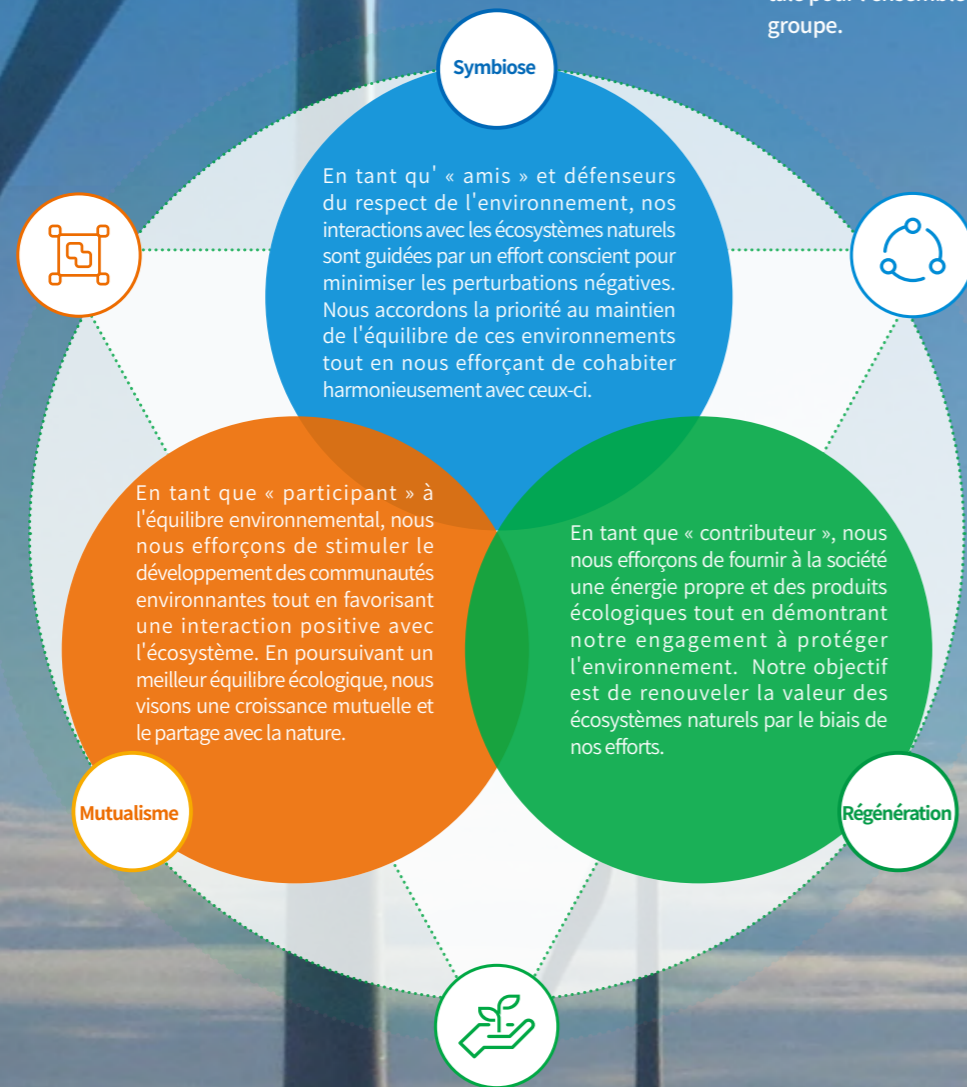 groupe.
Symbiose
En tant qu' « amis » et défenseurs
du respect de l'environnement, nos
interactions avec les écosystèmes naturels
sont guidées par un effort conscient pour
minimiser les perturbations négatives.
Nous accordons la priorité au maintien
de l'équilibre de ces environnements
tout en nous efforçant de cohabiter
harmonieusement avec ceux-ci.
En tant que « participant » à
l'équilibre environnemental, nous
nous efforçons de stimuler le
développement des communautés
environnantes tout en favorisant
une interaction positive avec
l'écosystème. En poursuivant un
meilleur équilibre écologique, nous
visons une croissance mutuelle et
le partage avec la nature.
En tant que « contributeur », nous
nous efforçons de fournir à la société
une énergie propre et des produits
écologiques tout en démontrant
notre engagement à protéger
l'environnement. Notre objectif
est de renouveler la valeur des
écosystèmes naturels par le biais de
nos efforts.
Mutualisme
Régénération